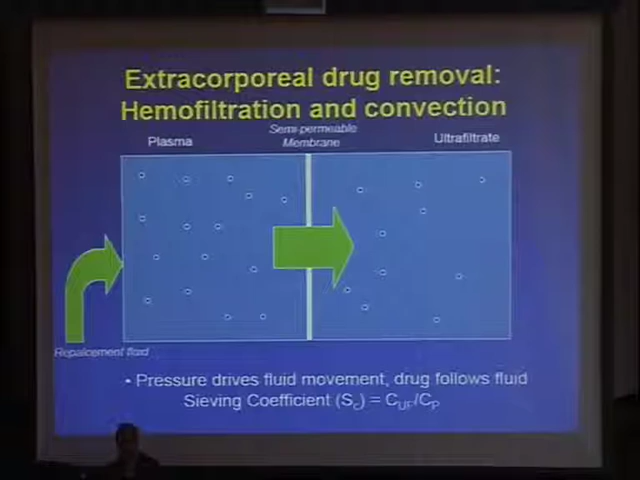 Extracorporeal drug removal:
Hemofiltration and convection
Plasma
Semi-permeable
Membrane
Ultrafiltrate
Repalcement fluid
• Pressure drives fluid movement, drug follows fluid
Sieving Coefficient (Sc) = CUF/CP